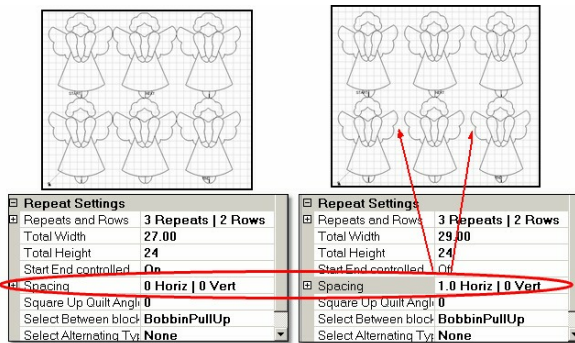 Repeat Settings
Repeats and Rows 3 Repeats | 2 Rows
Total Width 27.00
Total Height 24
Start End controlled On
Spacing 0 Horiz | 0 Vert
Square Up Quilt Angl 0
Select Between block BobbinPullUp
Select Alternating Typ None
Repeat Settings
Repeats and Rows 3 Repeats | 2 Rows
Total Width 29.00
Total Height 24
Start End controlled Off
Spacing 1.0 Horiz | 0 Vert
Square Up Quilt Angl 0
Select Between block BobbinPullUp
Select Alternating Typ None